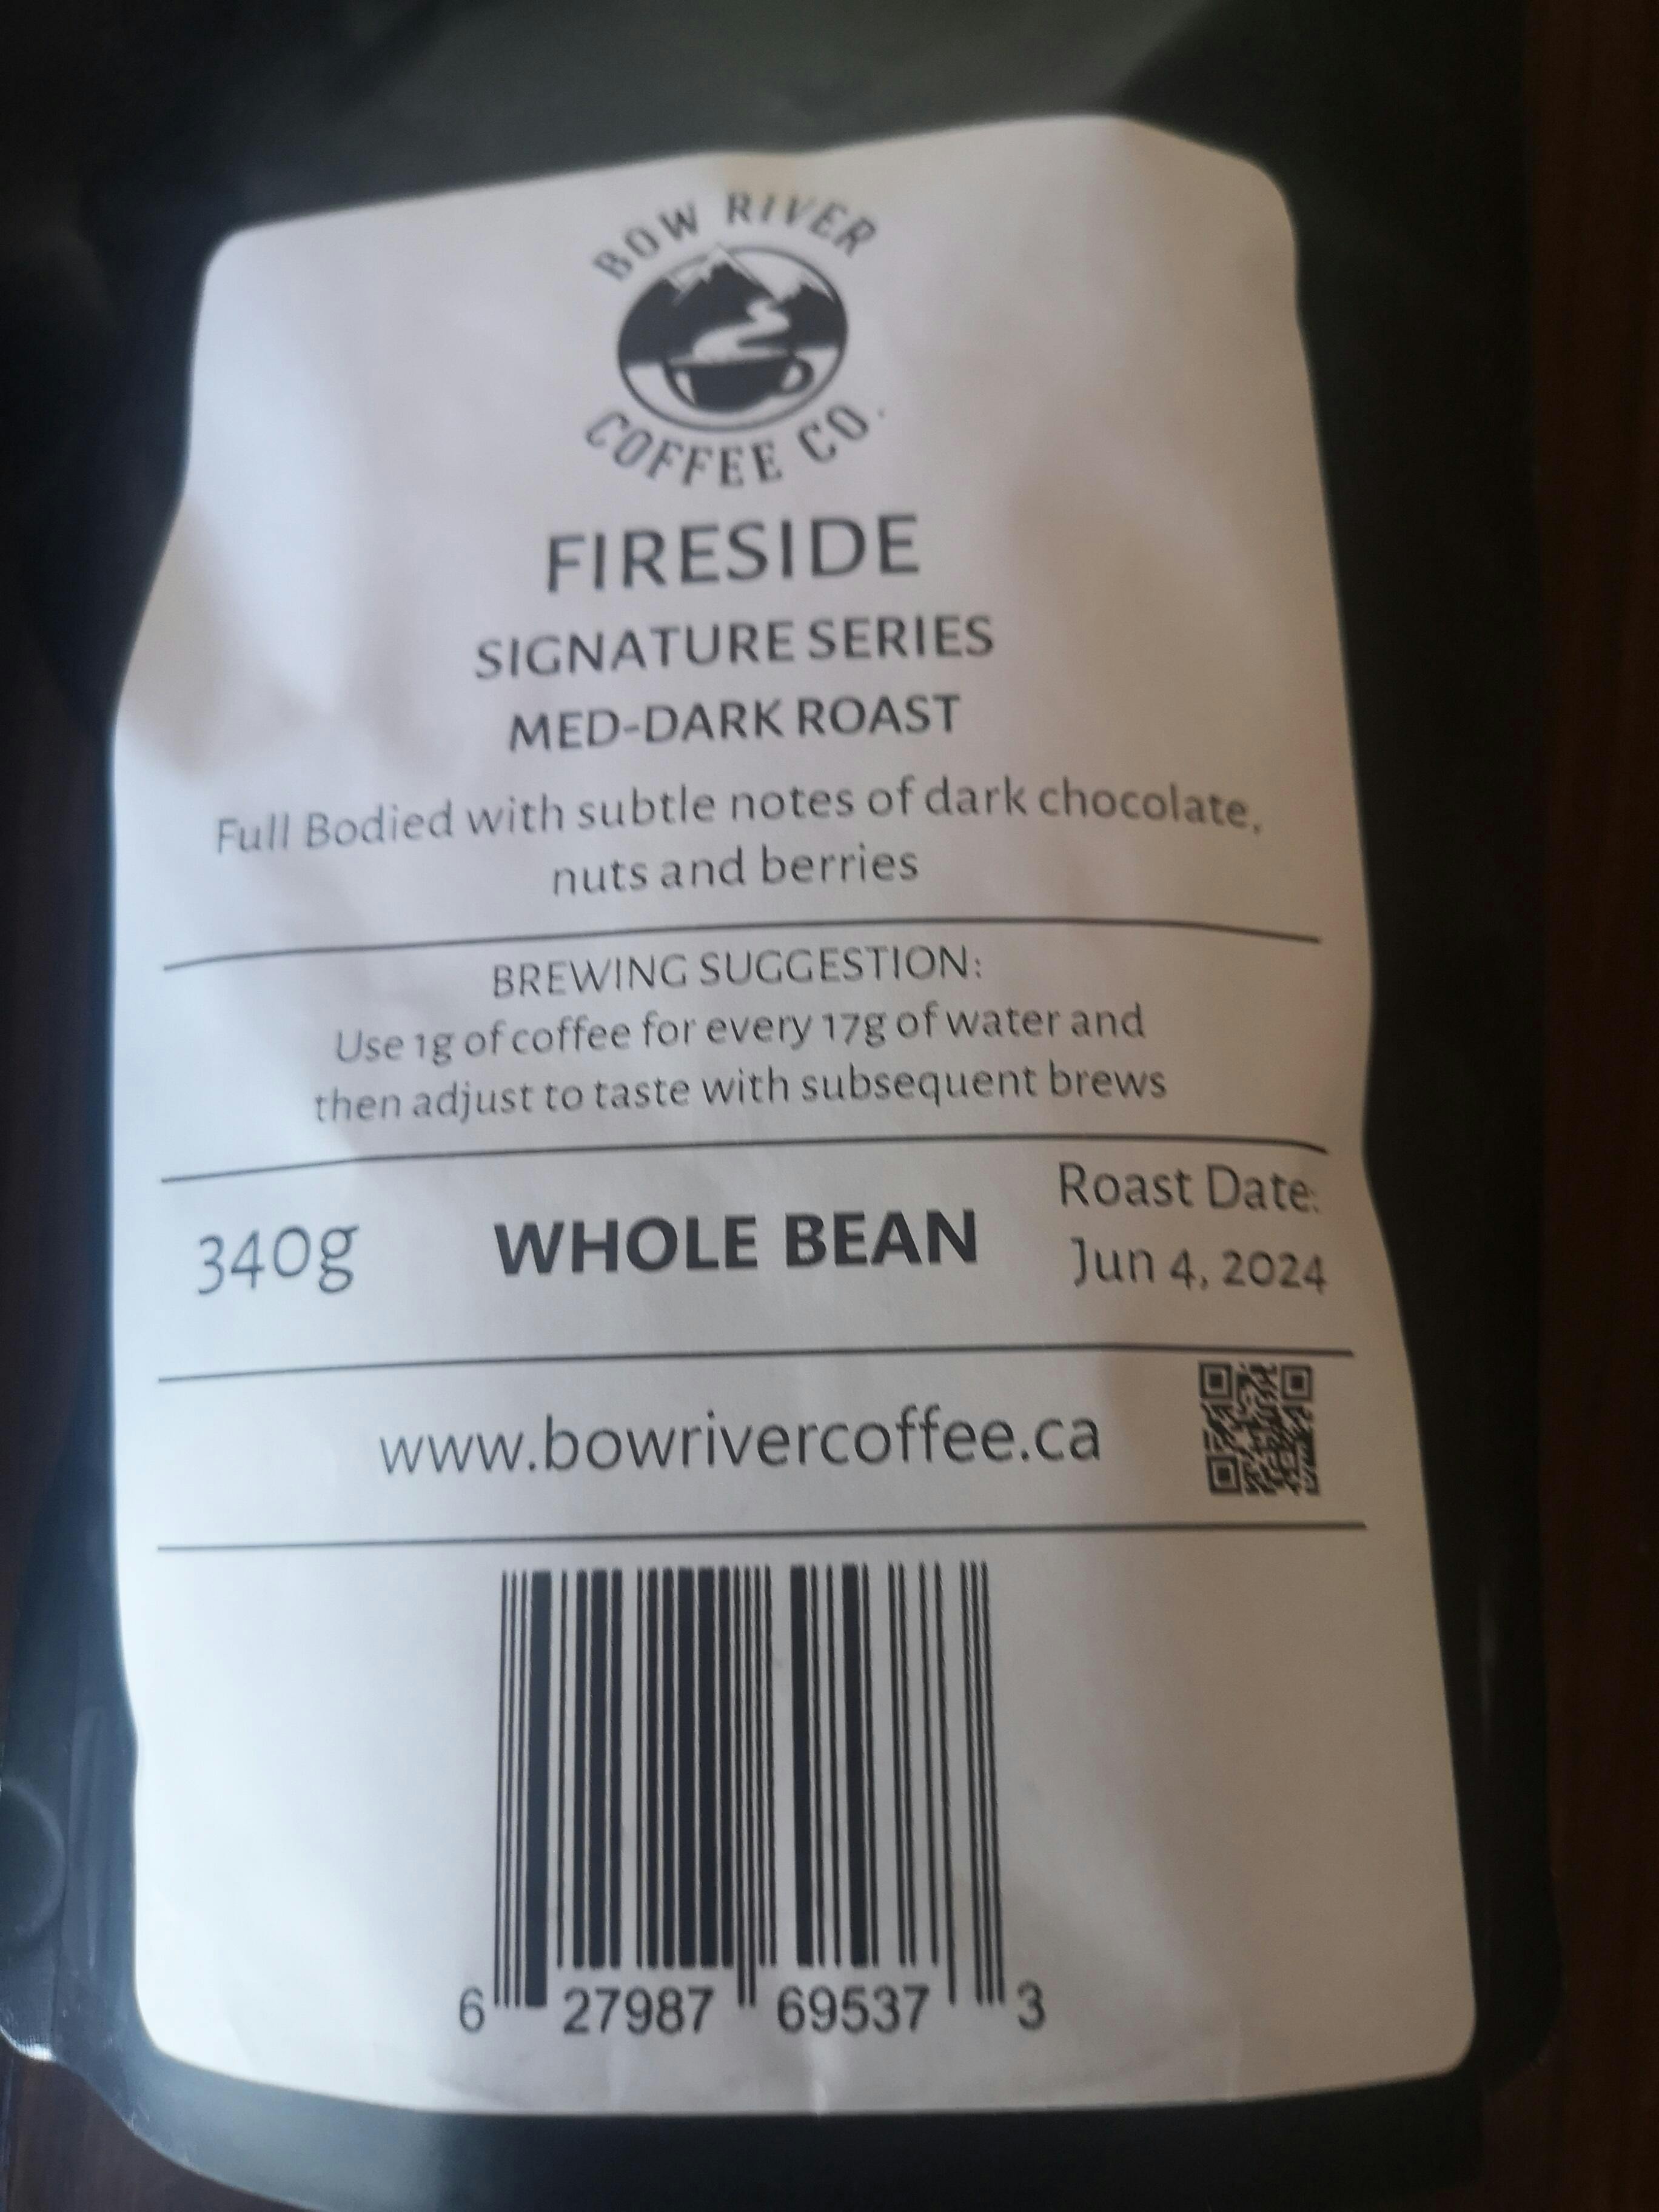 BOW RIVER
COFFEE CO.
FIRESIDE
SIGNATURE SERIES
MED-DARK ROAST
Full Bodied with subtle notes of dark chocolate,
nuts and berries
BREWING SUGGESTION:
Use 1g of coffee for every 17g of water and
then adjust to taste with subsequent brews
340g
WHOLE BEAN
Roast Date:
Jun 4, 2024
www.bowrivercoffee.ca
6 27987 69537 3